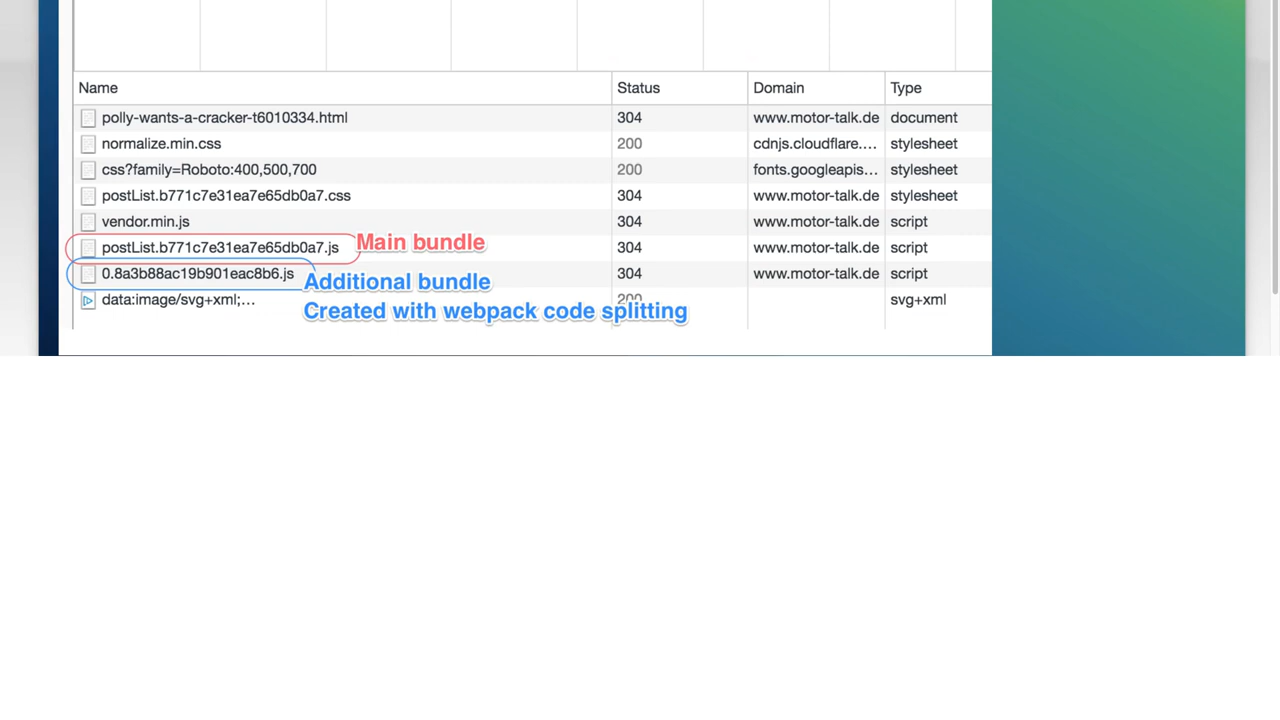 Name Status Domain Type
polly-wants-a-cracker-t6010334.html 304 www.motor-talk.de document
normalize.min.css 200 cdnjs.cloudflare.… stylesheet
css?family=Roboto:400,500,700 200 fonts.googleapis… stylesheet
postList.b771c7e31ea7e65db0a7.css 304 www.motor-talk.de stylesheet
vendor.min.js 304 www.motor-talk.de script
postList.b771c7e31ea7e65db0a7.js Main bundle 304 www.motor-talk.de script
0.8a3b88ac19b901eac8b6.js 304 www.motor-talk.de script
Additional bundle
data:image/svg+xml;… 200 svg+xml
Created with webpack code splitting